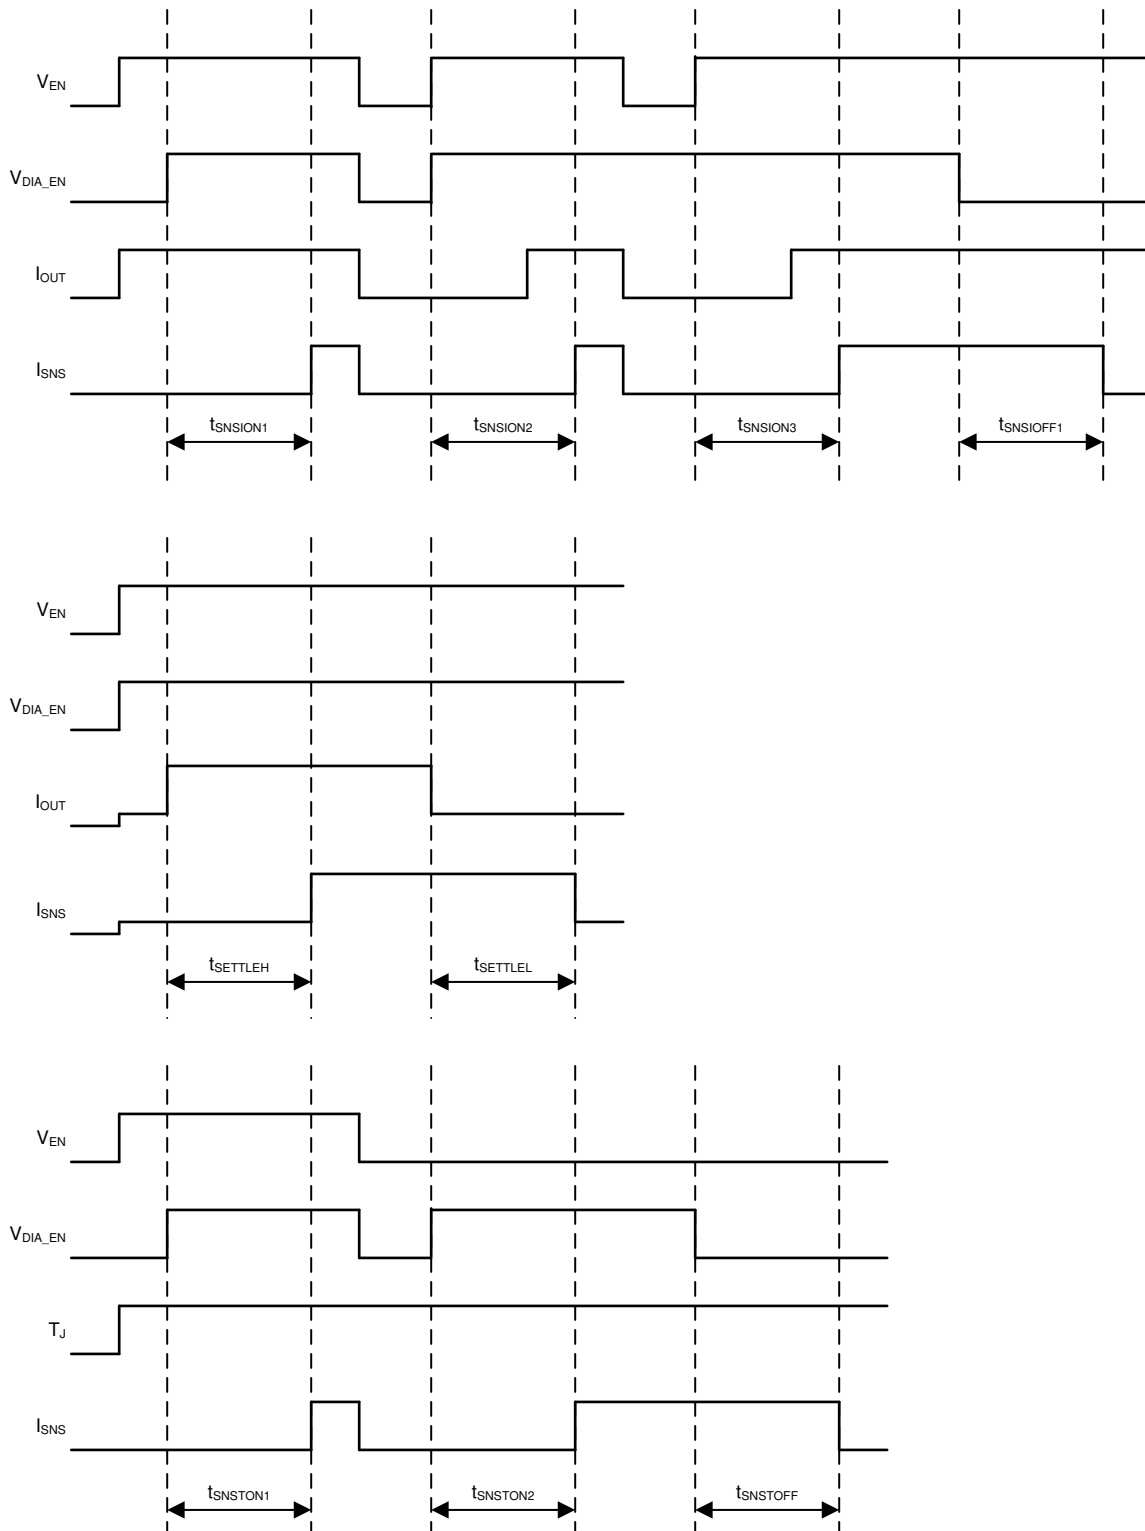 VEN
VDIA_EN
IOUT
ISNS
tSNSION1 tSNSION2 tSNSION3 tSNSIOFF1
VEN
VDIA_EN
IOUT
ISNS
tSETTLEH tSETTLEL
VEN
VDIA_EN
TJ
ISNS
tSNSTON1 tSNSTON2 tSNSTOFF